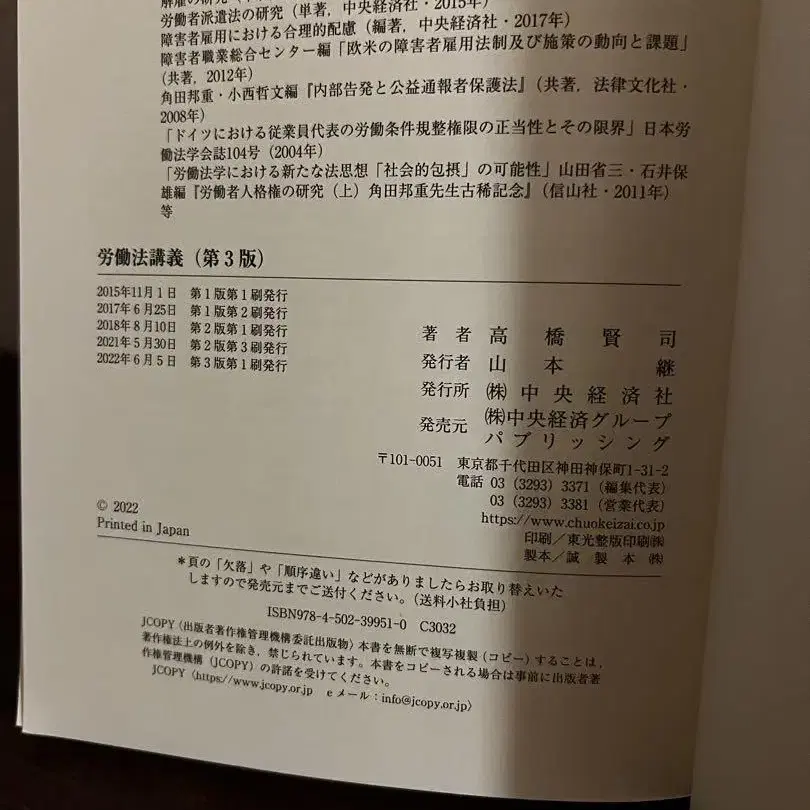 労働者派遣法の研究（単著，中央経済社・2015年）
障害者雇用における合理的配慮（編著，中央経済社・2017年）
障害者職業総合センター編「欧米の障害者雇用法制及び施策の動向と課題」
（共著，2012年）
角田邦重・小西啓文編『内部告発と公益通報者保護法』（共著，法律文化社・
2008年）
「ドイツにおける従業員代表の労働条件規整権限の正当性とその限界」日本労
働法学会誌104号（2004年）
「労働法学における新たな法思想「社会的包摂」の可能性」山田省三・石井保
雄編『労働者人格権の研究（上）角田邦重先生古稀記念』（信山社・2011年）
等
労働法講義（第3版）
2015年11月1日　第1版第1刷発行
2017年6月25日　第1版第2刷発行
2018年8月10日　第2版第1刷発行
2021年5月30日　第2版第3刷発行
2022年6月5日　第3版第1刷発行
著者　高橋賢司
発行者　山本継
発行所　㈱中央経済社
発売元　㈱中央経済グループ
パブリッシング
〒101-0051　東京都千代田区神田神保町1-31-2
電話 03（3293）3371（編集代表）
03（3293）3381（営業代表）
https://www.chuokeizai.co.jp
印刷／東光整版印刷㈱
製本／誠製本㈱
© 2022
Printed in Japan
＊頁の「欠落」や「順序違い」などがありましたらお取り替えいた
しますので発売元までご送付ください。（送料小社負担）
ISBN978-4-502-39951-0　C3032
JCOPY〈出版者著作権管理機構委託出版物〉本書を無断で複写複製（コピー）することは，
著作権法上の例外を除き，禁じられています。本書をコピーされる場合は事前に出版者著
作権管理機構（JCOPY）の許諾を受けてください。
JCOPY〈https://www.jcopy.or.jp　eメール：info@jcopy.or.jp〉